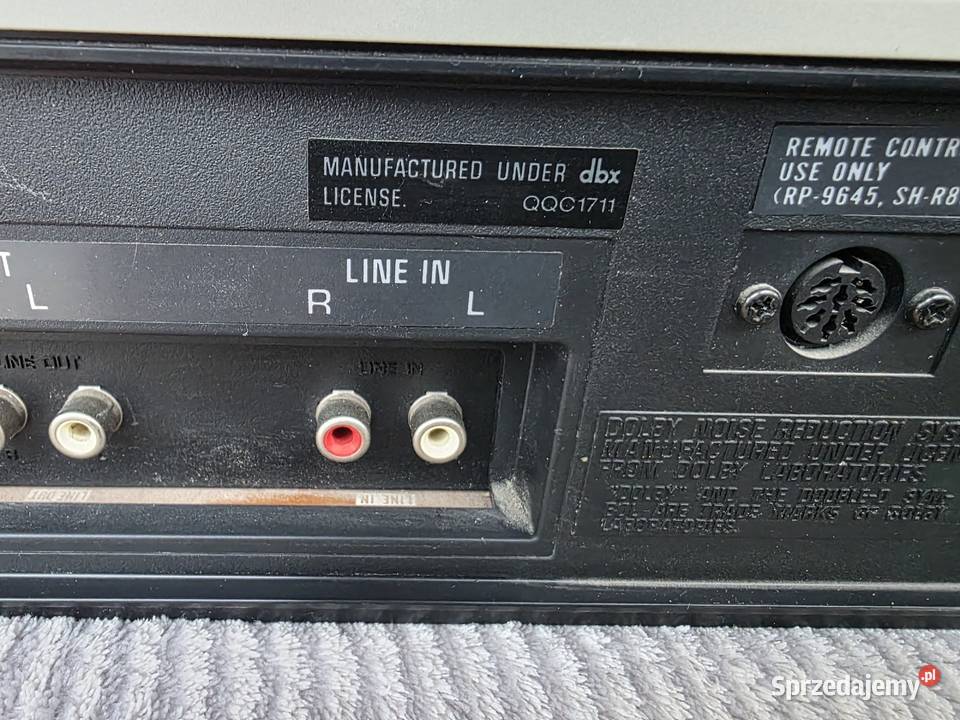 MANUFACTURED UNDER dbx
LICENSE. QQC1711
REMOTE CONTR
USE ONLY
(RP-9645, SH-R8
T
L
LINE IN
R L
LINE OUT
LINE IN
R
DOLBY NOISE REDUCTION SYS
MANUFACTURED UNDER LICEN
FROM DOLBY LABORATORIES.
"DOLBY" AND THE DOUBLE-D SYM-
BOL ARE TRADE MARKS OF DOLBY
LABORATORIES.
LINE OUT
LINE IN
Sprzedajemy.pl